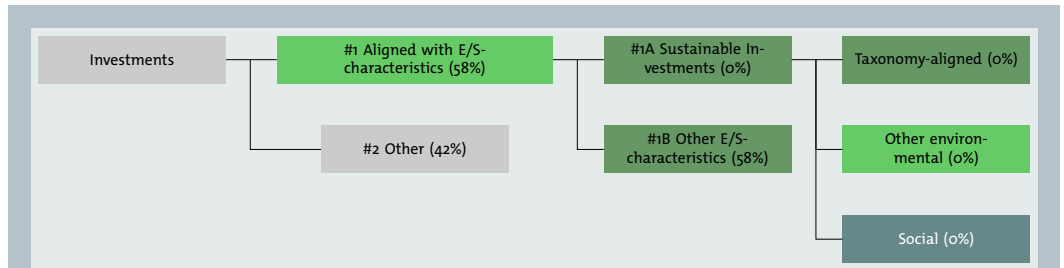 Investments
#1 Aligned with E/S-
characteristics (58%)
#1A Sustainable In-
vestments (0%)
Taxonomy-aligned (0%)
#2 Other (42%)
#1B Other E/S-
characteristics (58%)
Other environ-
mental (0%)
Social (0%)